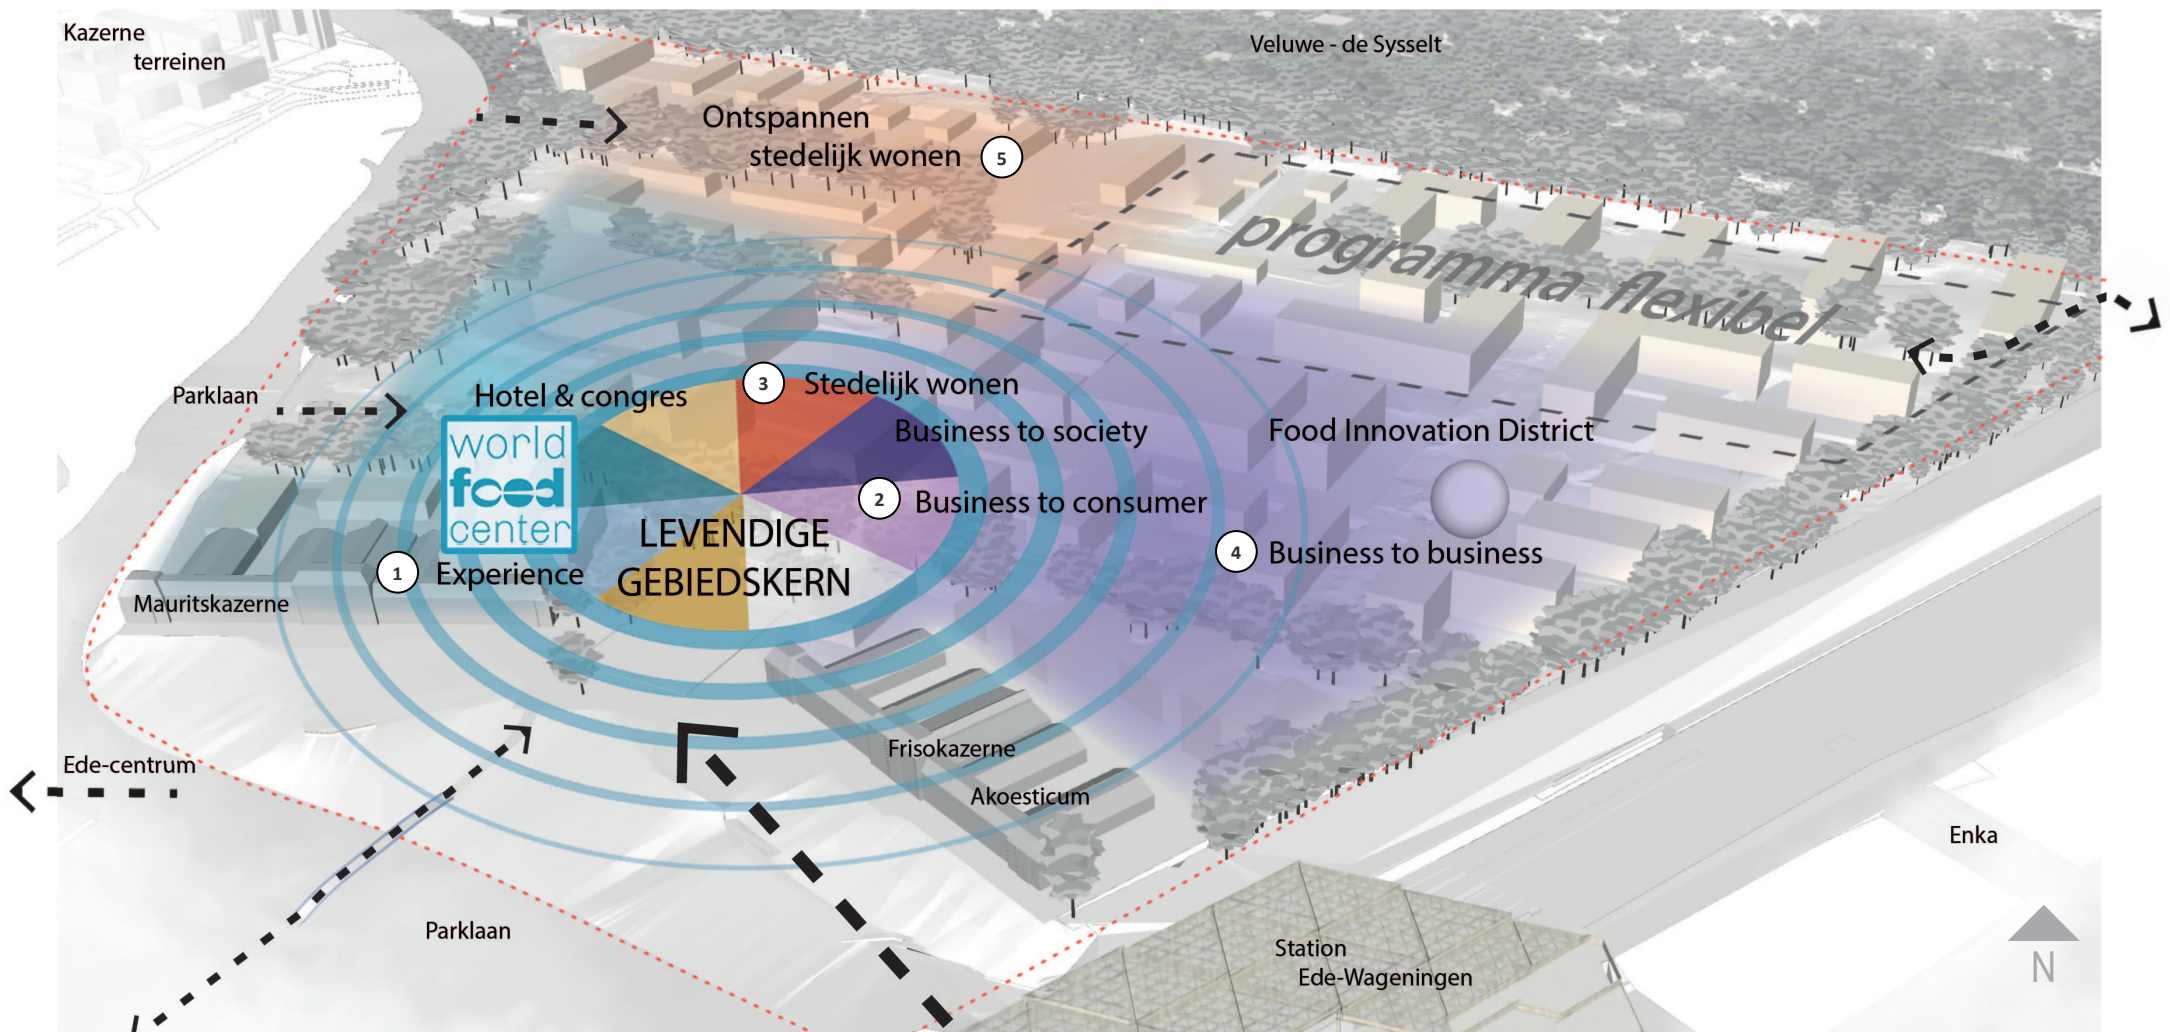 Kazerne
terreinen
Veluwe - de Sysselt
Ontspannen
stedelijk wonen
5
programma flexibel
Parklaan
Hotel & congres
3
Stedelijk wonen
world
food
center
Business to society
Food Innovation District
2
Business to consumer
LEVENDIGE
GEBIEDSKERN
4
Business to business
1
Experience
Mauritskazerne
Ede-centrum
Frisokazerne
Akoesticum
Enka
Parklaan
Station
Ede-Wageningen
N